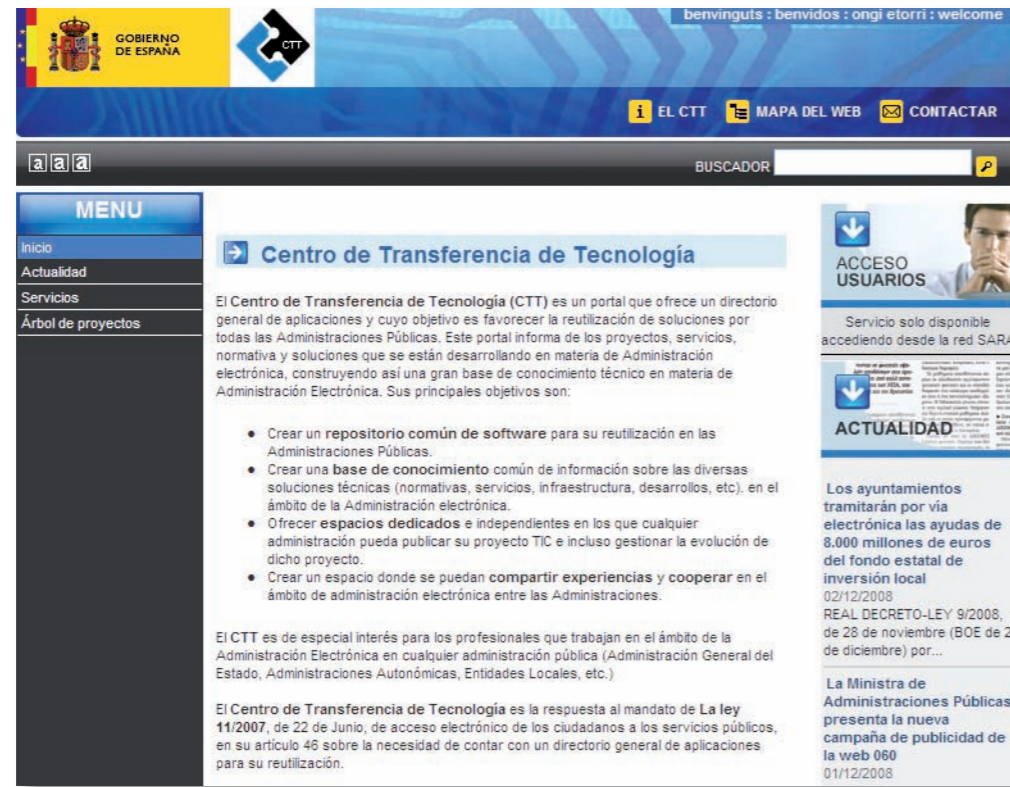 benvinguts : benvidos : ongi etorri : welcome
GOBIERNO
DE ESPAÑA
CTT
EL CTT
MAPA DEL WEB
CONTACTAR
a a a
BUSCADOR
MENU
Inicio
Actualidad
Servicios
Árbol de proyectos
Centro de Transferencia de Tecnología
El Centro de Transferencia de Tecnología (CTT) es un portal que ofrece un directorio
general de aplicaciones y cuyo objetivo es favorecer la reutilización de soluciones por
todas las Administraciones Públicas. Este portal informa de los proyectos, servicios,
normativa y soluciones que se están desarrollando en materia de Administración
electrónica, construyendo así una gran base de conocimiento técnico en materia de
Administración Electrónica. Sus principales objetivos son:
● Crear un repositorio común de software para su reutilización en las
Administraciones Públicas.
● Crear una base de conocimiento común de información sobre las diversas
soluciones técnicas (normativas, servicios, infraestructura, desarrollos, etc). en el
ámbito de la Administración electrónica.
● Ofrecer espacios dedicados e independientes en los que cualquier
administración pueda publicar su proyecto TIC e incluso gestionar la evolución de
dicho proyecto.
● Crear un espacio donde se puedan compartir experiencias y cooperar en el
ámbito de administración electrónica entre las Administraciones.
El CTT es de especial interés para los profesionales que trabajan en el ámbito de la
Administración Electrónica en cualquier administración pública (Administración General del
Estado, Administraciones Autonómicas, Entidades Locales, etc.)
El Centro de Transferencia de Tecnología es la respuesta al mandato de La ley
11/2007, de 22 de Junio, de acceso electrónico de los ciudadanos a los servicios públicos,
en su artículo 46 sobre la necesidad de contar con un directorio general de aplicaciones
para su reutilización.
ACCESO
USUARIOS
Servicio solo disponible
accediendo desde la red SARA
ACTUALIDAD
Los ayuntamientos
tramitarán por vía
electrónica las ayudas de
8.000 millones de euros
del fondo estatal de
inversión local
02/12/2008
REAL DECRETO-LEY 9/2008,
de 28 de noviembre (BOE de 2
de diciembre) por...
La Ministra de
Administraciones Públicas
presenta la nueva
campaña de publicidad de
la web 060
01/12/2008